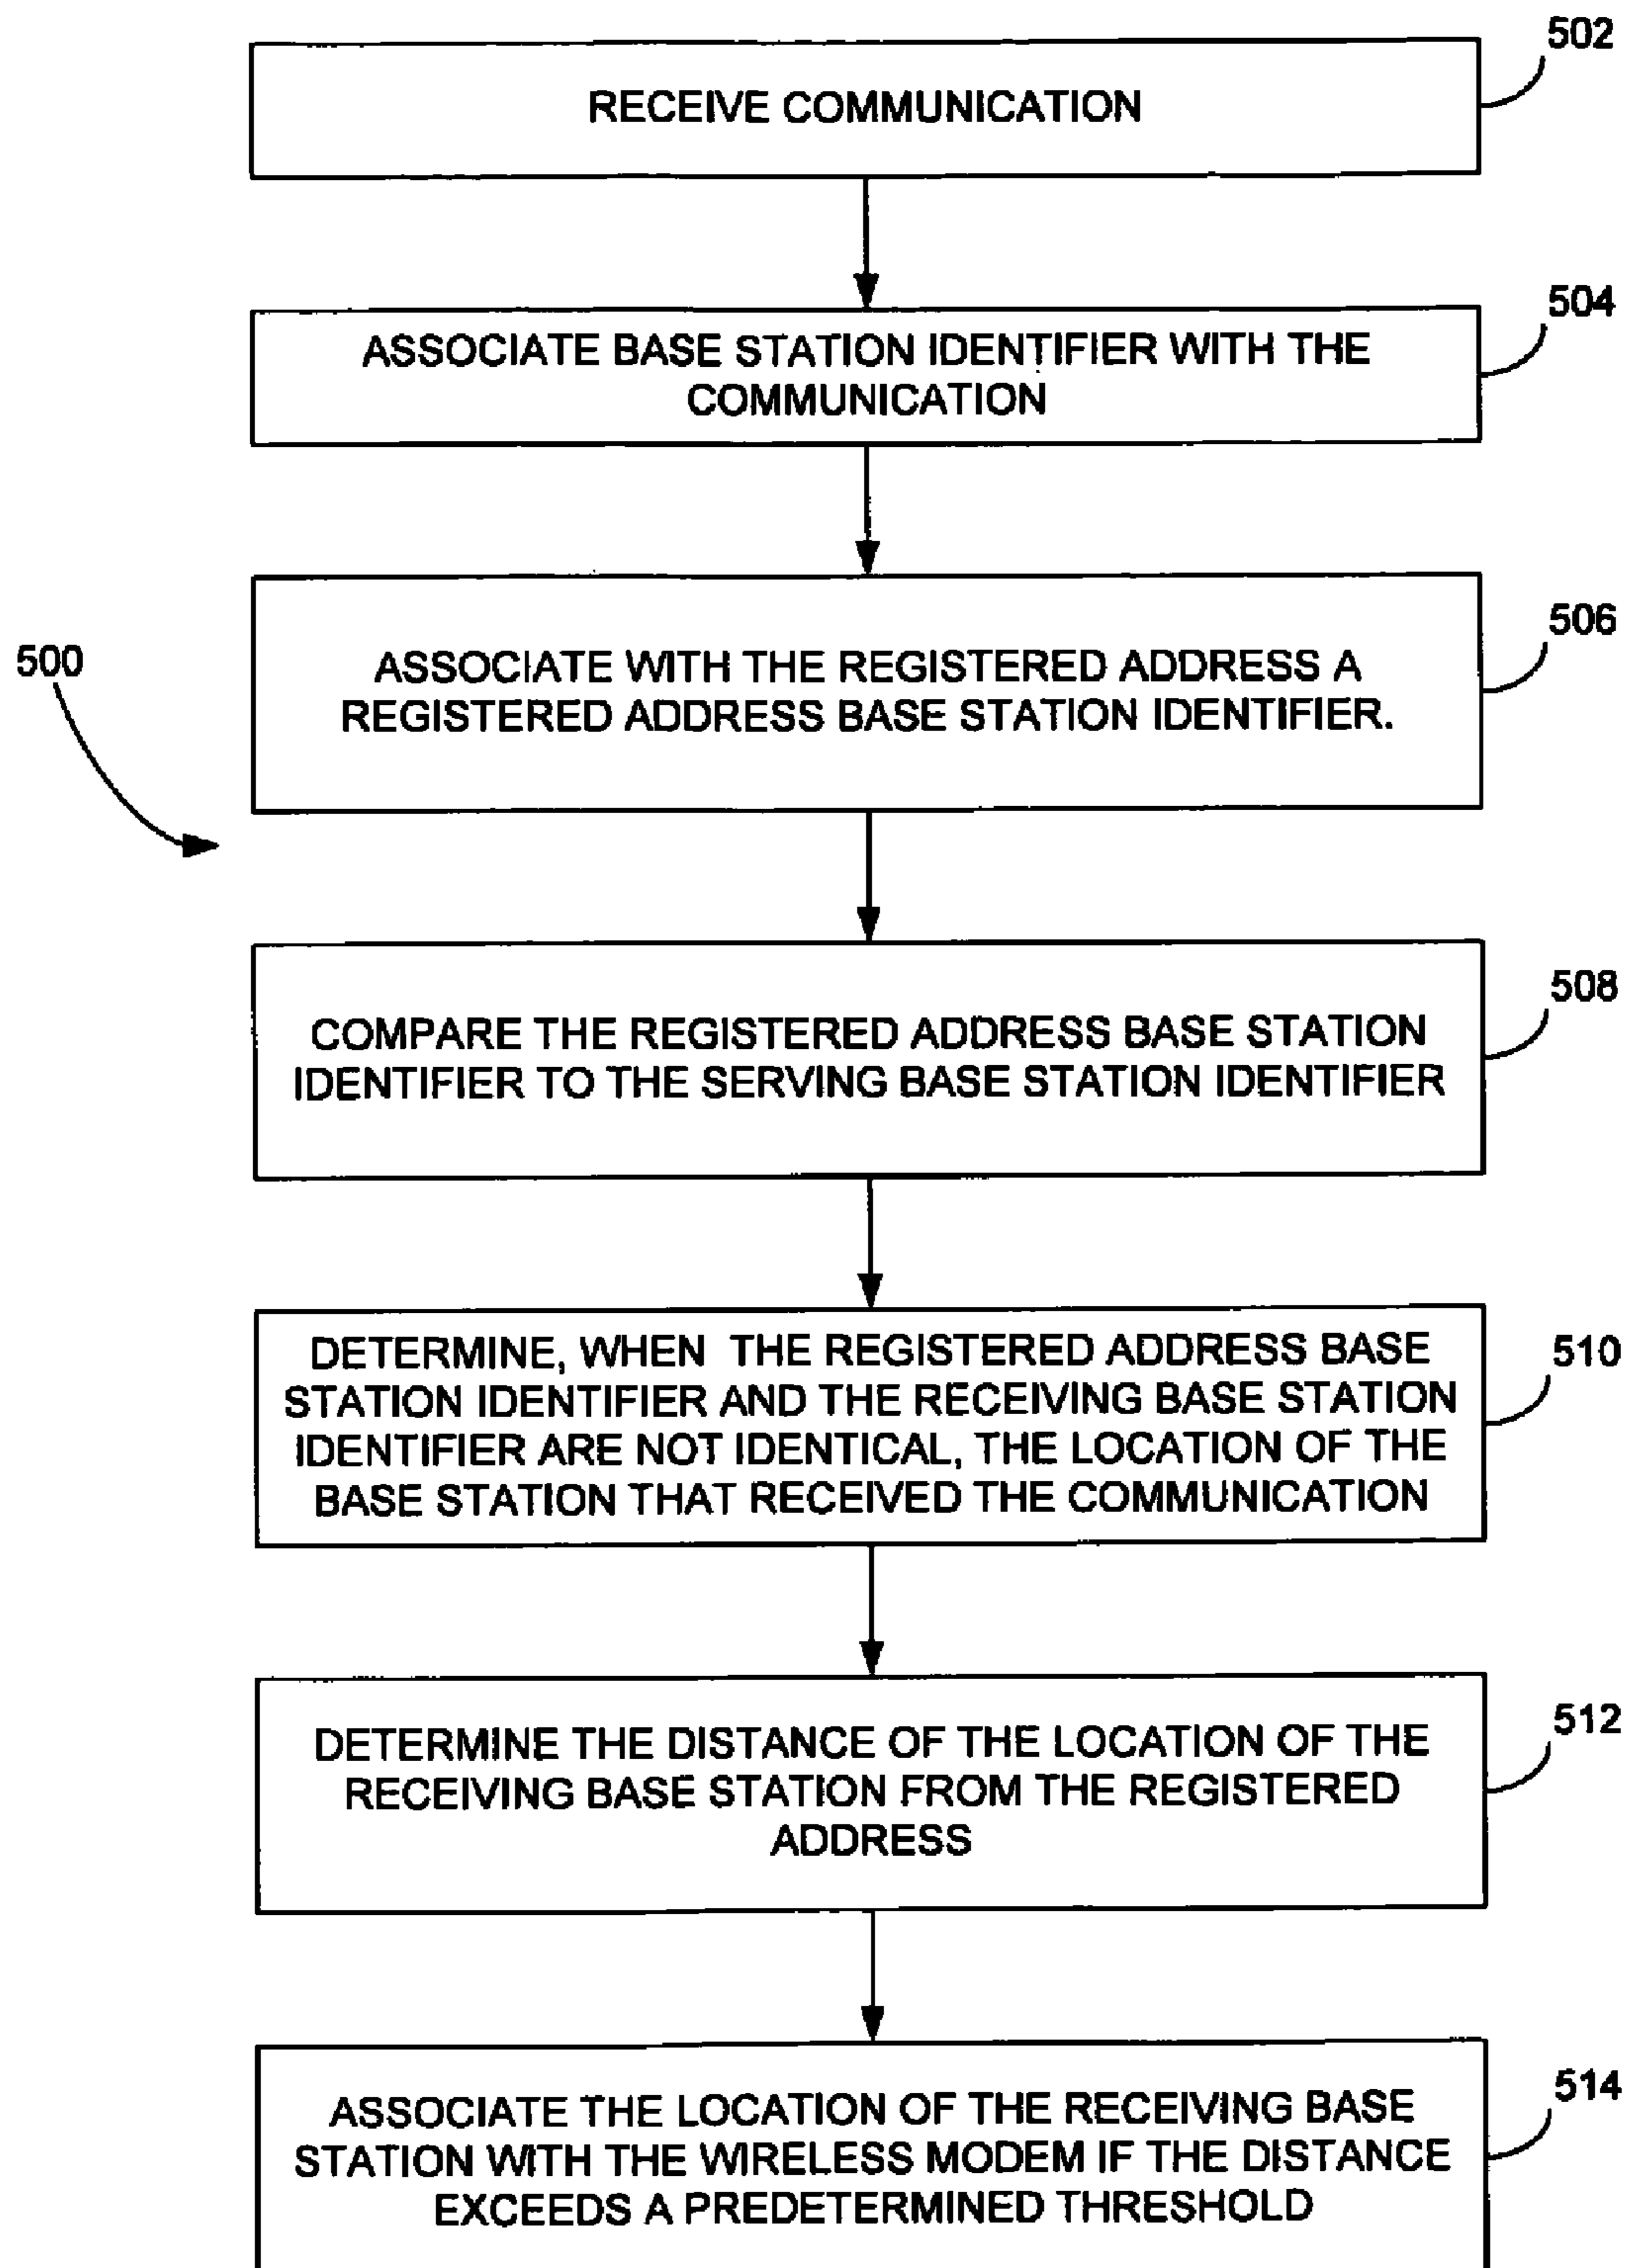 502
RECEIVE COMMUNICATION
504
ASSOCIATE BASE STATION IDENTIFIER WITH THE
COMMUNICATION
506
500
ASSOCIATE WITH THE REGISTERED ADDRESS A
REGISTERED ADDRESS BASE STATION IDENTIFIER.
508
COMPARE THE REGISTERED ADDRESS BASE STATION
IDENTIFIER TO THE SERVING BASE STATION IDENTIFIER
510
DETERMINE, WHEN THE REGISTERED ADDRESS BASE
STATION IDENTIFIER AND THE RECEIVING BASE STATION
IDENTIFIER ARE NOT IDENTICAL, THE LOCATION OF THE
BASE STATION THAT RECEIVED THE COMMUNICATION
512
DETERMINE THE DISTANCE OF THE LOCATION OF THE
RECEIVING BASE STATION FROM THE REGISTERED
ADDRESS
514
ASSOCIATE THE LOCATION OF THE RECEIVING BASE
STATION WITH THE WIRELESS MODEM IF THE DISTANCE
EXCEEDS A PREDETERMINED THRESHOLD